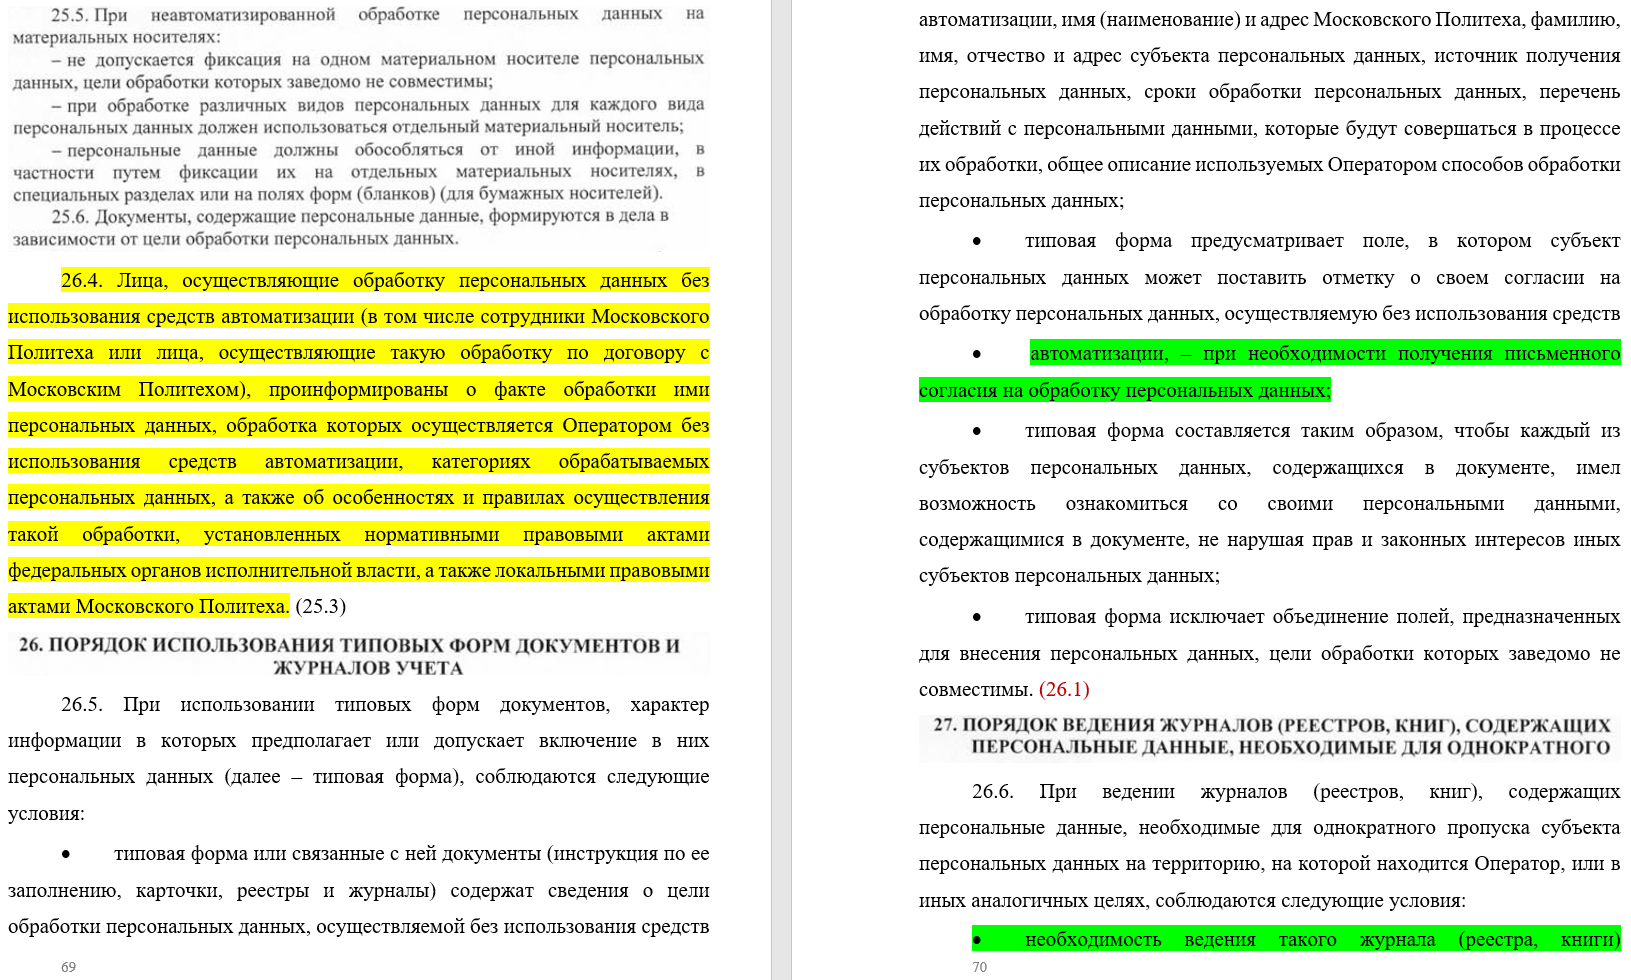 25.5. При неавтоматизированной обработке персональных данных на
материальных носителях:
– не допускается фиксация на одном материальном носителе персональных
данных, цели обработки которых заведомо не совместимы;
– при обработке различных видов персональных данных для каждого вида
персональных данных должен использоваться отдельный материальный носитель;
– персональные данные должны обособляться от иной информации, в
частности путем фиксации их на отдельных материальных носителях, в
специальных разделах или на полях форм (бланков) (для бумажных носителей).
25.6. Документы, содержащие персональные данные, формируются в дела в
зависимости от цели обработки персональных данных.
26.4. Лица, осуществляющие обработку персональных данных без
использования средств автоматизации (в том числе сотрудники Московского
Политеха или лица, осуществляющие такую обработку по договору с
Московским Политехом), проинформированы о факте обработки ими
персональных данных, обработка которых осуществляется Оператором без
использования средств автоматизации, категориях обрабатываемых
персональных данных, а также об особенностях и правилах осуществления
такой обработки, установленных нормативными правовыми актами
федеральных органов исполнительной власти, а также локальными правовыми
актами Московского Политеха. (25.3)
26. ПОРЯДОК ИСПОЛЬЗОВАНИЯ ТИПОВЫХ ФОРМ ДОКУМЕНТОВ И
ЖУРНАЛОВ УЧЕТА
26.5. При использовании типовых форм документов, характер
информации в которых предполагает или допускает включение в них
персональных данных (далее – типовая форма), соблюдаются следующие
условия:
• типовая форма или связанные с ней документы (инструкция по ее
заполнению, карточки, реестры и журналы) содержат сведения о цели
обработки персональных данных, осуществляемой без использования средств
69
автоматизации, имя (наименование) и адрес Московского Политеха, фамилию,
имя, отчество и адрес субъекта персональных данных, источник получения
персональных данных, сроки обработки персональных данных, перечень
действий с персональными данными, которые будут совершаться в процессе
их обработки, общее описание используемых Оператором способов обработки
персональных данных;
• типовая форма предусматривает поле, в котором субъект
персональных данных может поставить отметку о своем согласии на
обработку персональных данных, осуществляемую без использования средств
• автоматизации, – при необходимости получения письменного
согласия на обработку персональных данных;
• типовая форма составляется таким образом, чтобы каждый из
субъектов персональных данных, содержащихся в документе, имел
возможность ознакомиться со своими персональными данными,
содержащимися в документе, не нарушая прав и законных интересов иных
субъектов персональных данных;
• типовая форма исключает объединение полей, предназначенных
для внесения персональных данных, цели обработки которых заведомо не
совместимы. (26.1)
27. ПОРЯДОК ВЕДЕНИЯ ЖУРНАЛОВ (РЕЕСТРОВ, КНИГ), СОДЕРЖАЩИХ
ПЕРСОНАЛЬНЫЕ ДАННЫЕ, НЕОБХОДИМЫЕ ДЛЯ ОДНОКРАТНОГО
26.6. При ведении журналов (реестров, книг), содержащих
персональные данные, необходимые для однократного пропуска субъекта
персональных данных на территорию, на которой находится Оператор, или в
иных аналогичных целях, соблюдаются следующие условия:
• необходимость ведения такого журнала (реестра, книги)
70